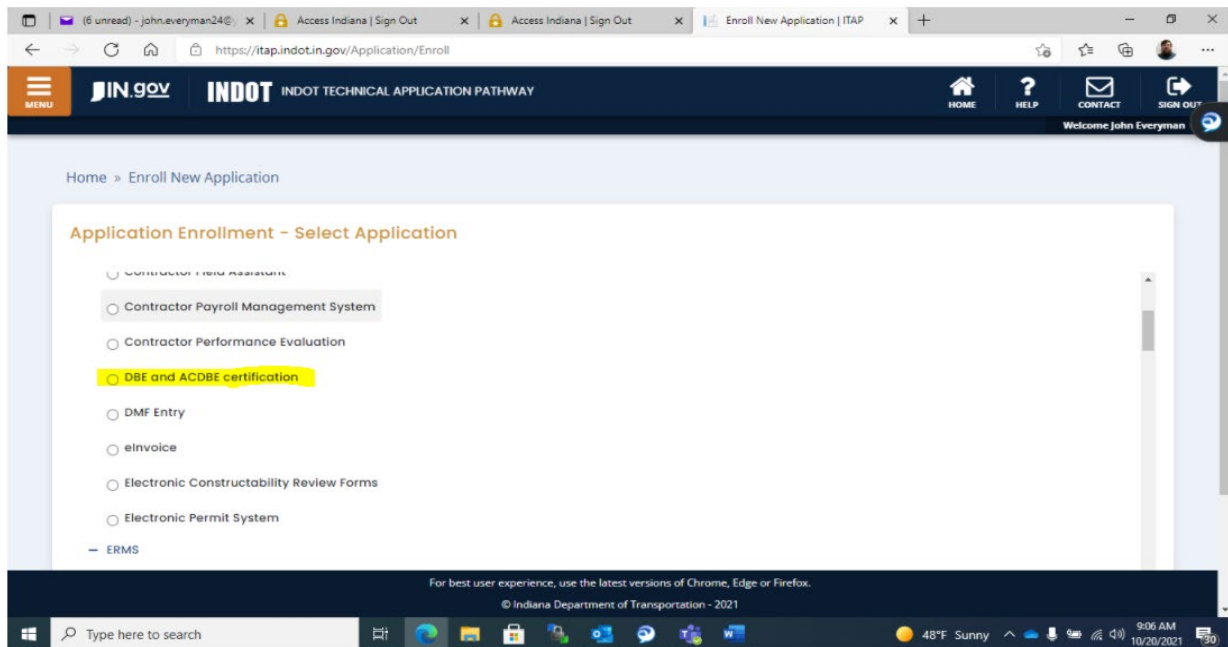 (6 unread) - john.everyman24@
Access Indiana | Sign Out
Access Indiana | Sign Out
Enroll New Application | ITAP
https://itap.indot.in.gov/Application/Enroll
MENU
IN.gov
INDOT INDOT TECHNICAL APPLICATION PATHWAY
HOME
HELP
CONTACT
SIGN OUT
Welcome John Everyman
Home » Enroll New Application
Application Enrollment - Select Application
Contractor Field Assistant
Contractor Payroll Management System
Contractor Performance Evaluation
DBE and ACDBE certification
DMF Entry
eInvoice
Electronic Constructability Review Forms
Electronic Permit System
− ERMS
For best user experience, use the latest versions of Chrome, Edge or Firefox.
© Indiana Department of Transportation - 2021
Type here to search
48°F Sunny
9:06 AM
10/20/2021
30